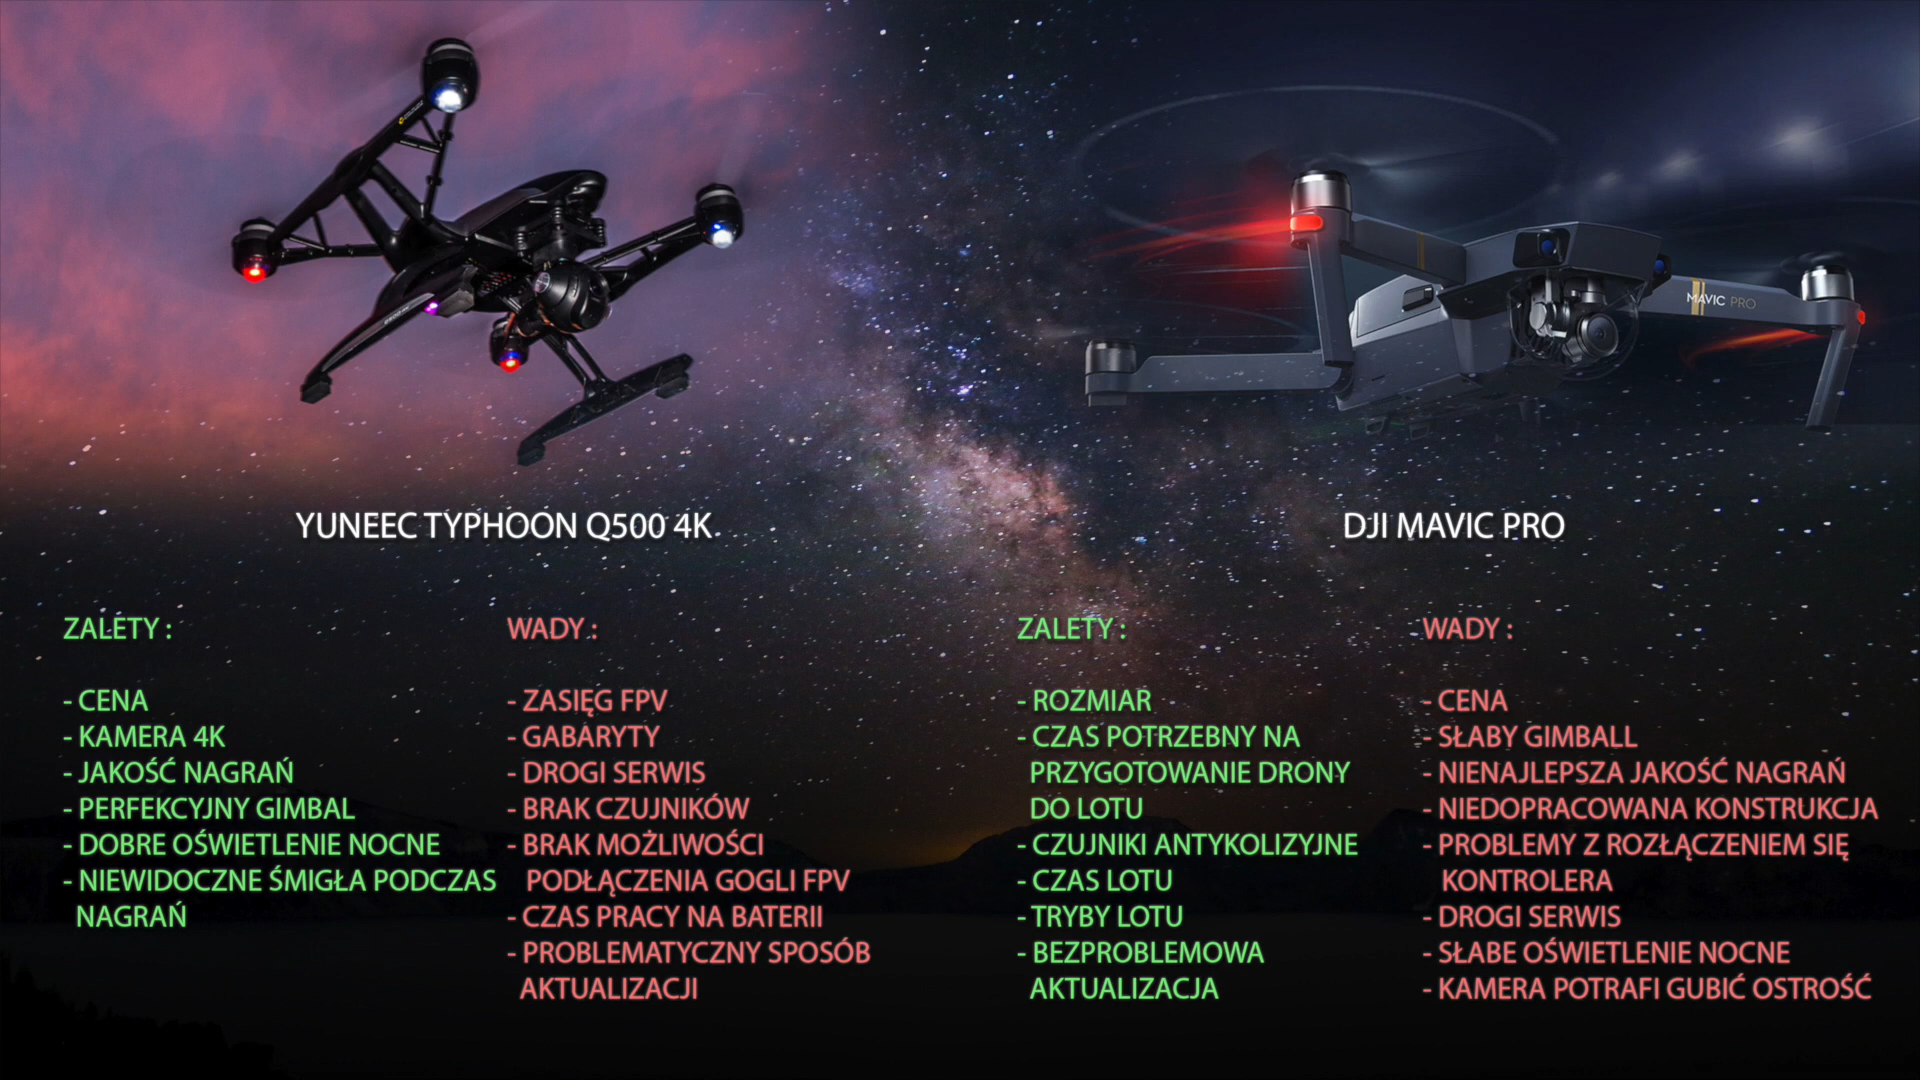 MAVIC PRO
YUNEEC TYPHOON Q500 4K
ZALETY :
- CENA
- KAMERA 4K
- JAKOŚĆ NAGRAŃ
- PERFEKCYJNY GIMBAL
- DOBRE OŚWIETLENIE NOCNE
- NIEWIDOCZNE ŚMIGŁA PODCZAS
NAGRAŃ
WADY :
- ZASIĘG FPV
- GABARYTY
- DROGI SERWIS
- BRAK CZUJNIKÓW
- BRAK MOŻLIWOŚCI
PODŁĄCZENIA GOGLI FPV
- CZAS PRACY NA BATERII
- PROBLEMATYCZNY SPOSÓB
AKTUALIZACJI
DJI MAVIC PRO
ZALETY :
- ROZMIAR
- CZAS POTRZEBNY NA
PRZYGOTOWANIE DRONY
DO LOTU
- CZUJNIKI ANTYKOLIZYJNE
- CZAS LOTU
- TRYBY LOTU
- BEZPROBLEMOWA
AKTUALIZACJA
WADY :
- CENA
- SŁABY GIMBALL
- NIENAJLEPSZA JAKOŚĆ NAGRAŃ
- NIEDOPRACOWANA KONSTRUKCJA
- PROBLEMY Z ROZŁĄCZENIEM SIĘ
KONTROLERA
- DROGI SERWIS
- SŁABE OŚWIETLENIE NOCNE
- KAMERA POTRAFI GUBIĆ OSTROŚĆ